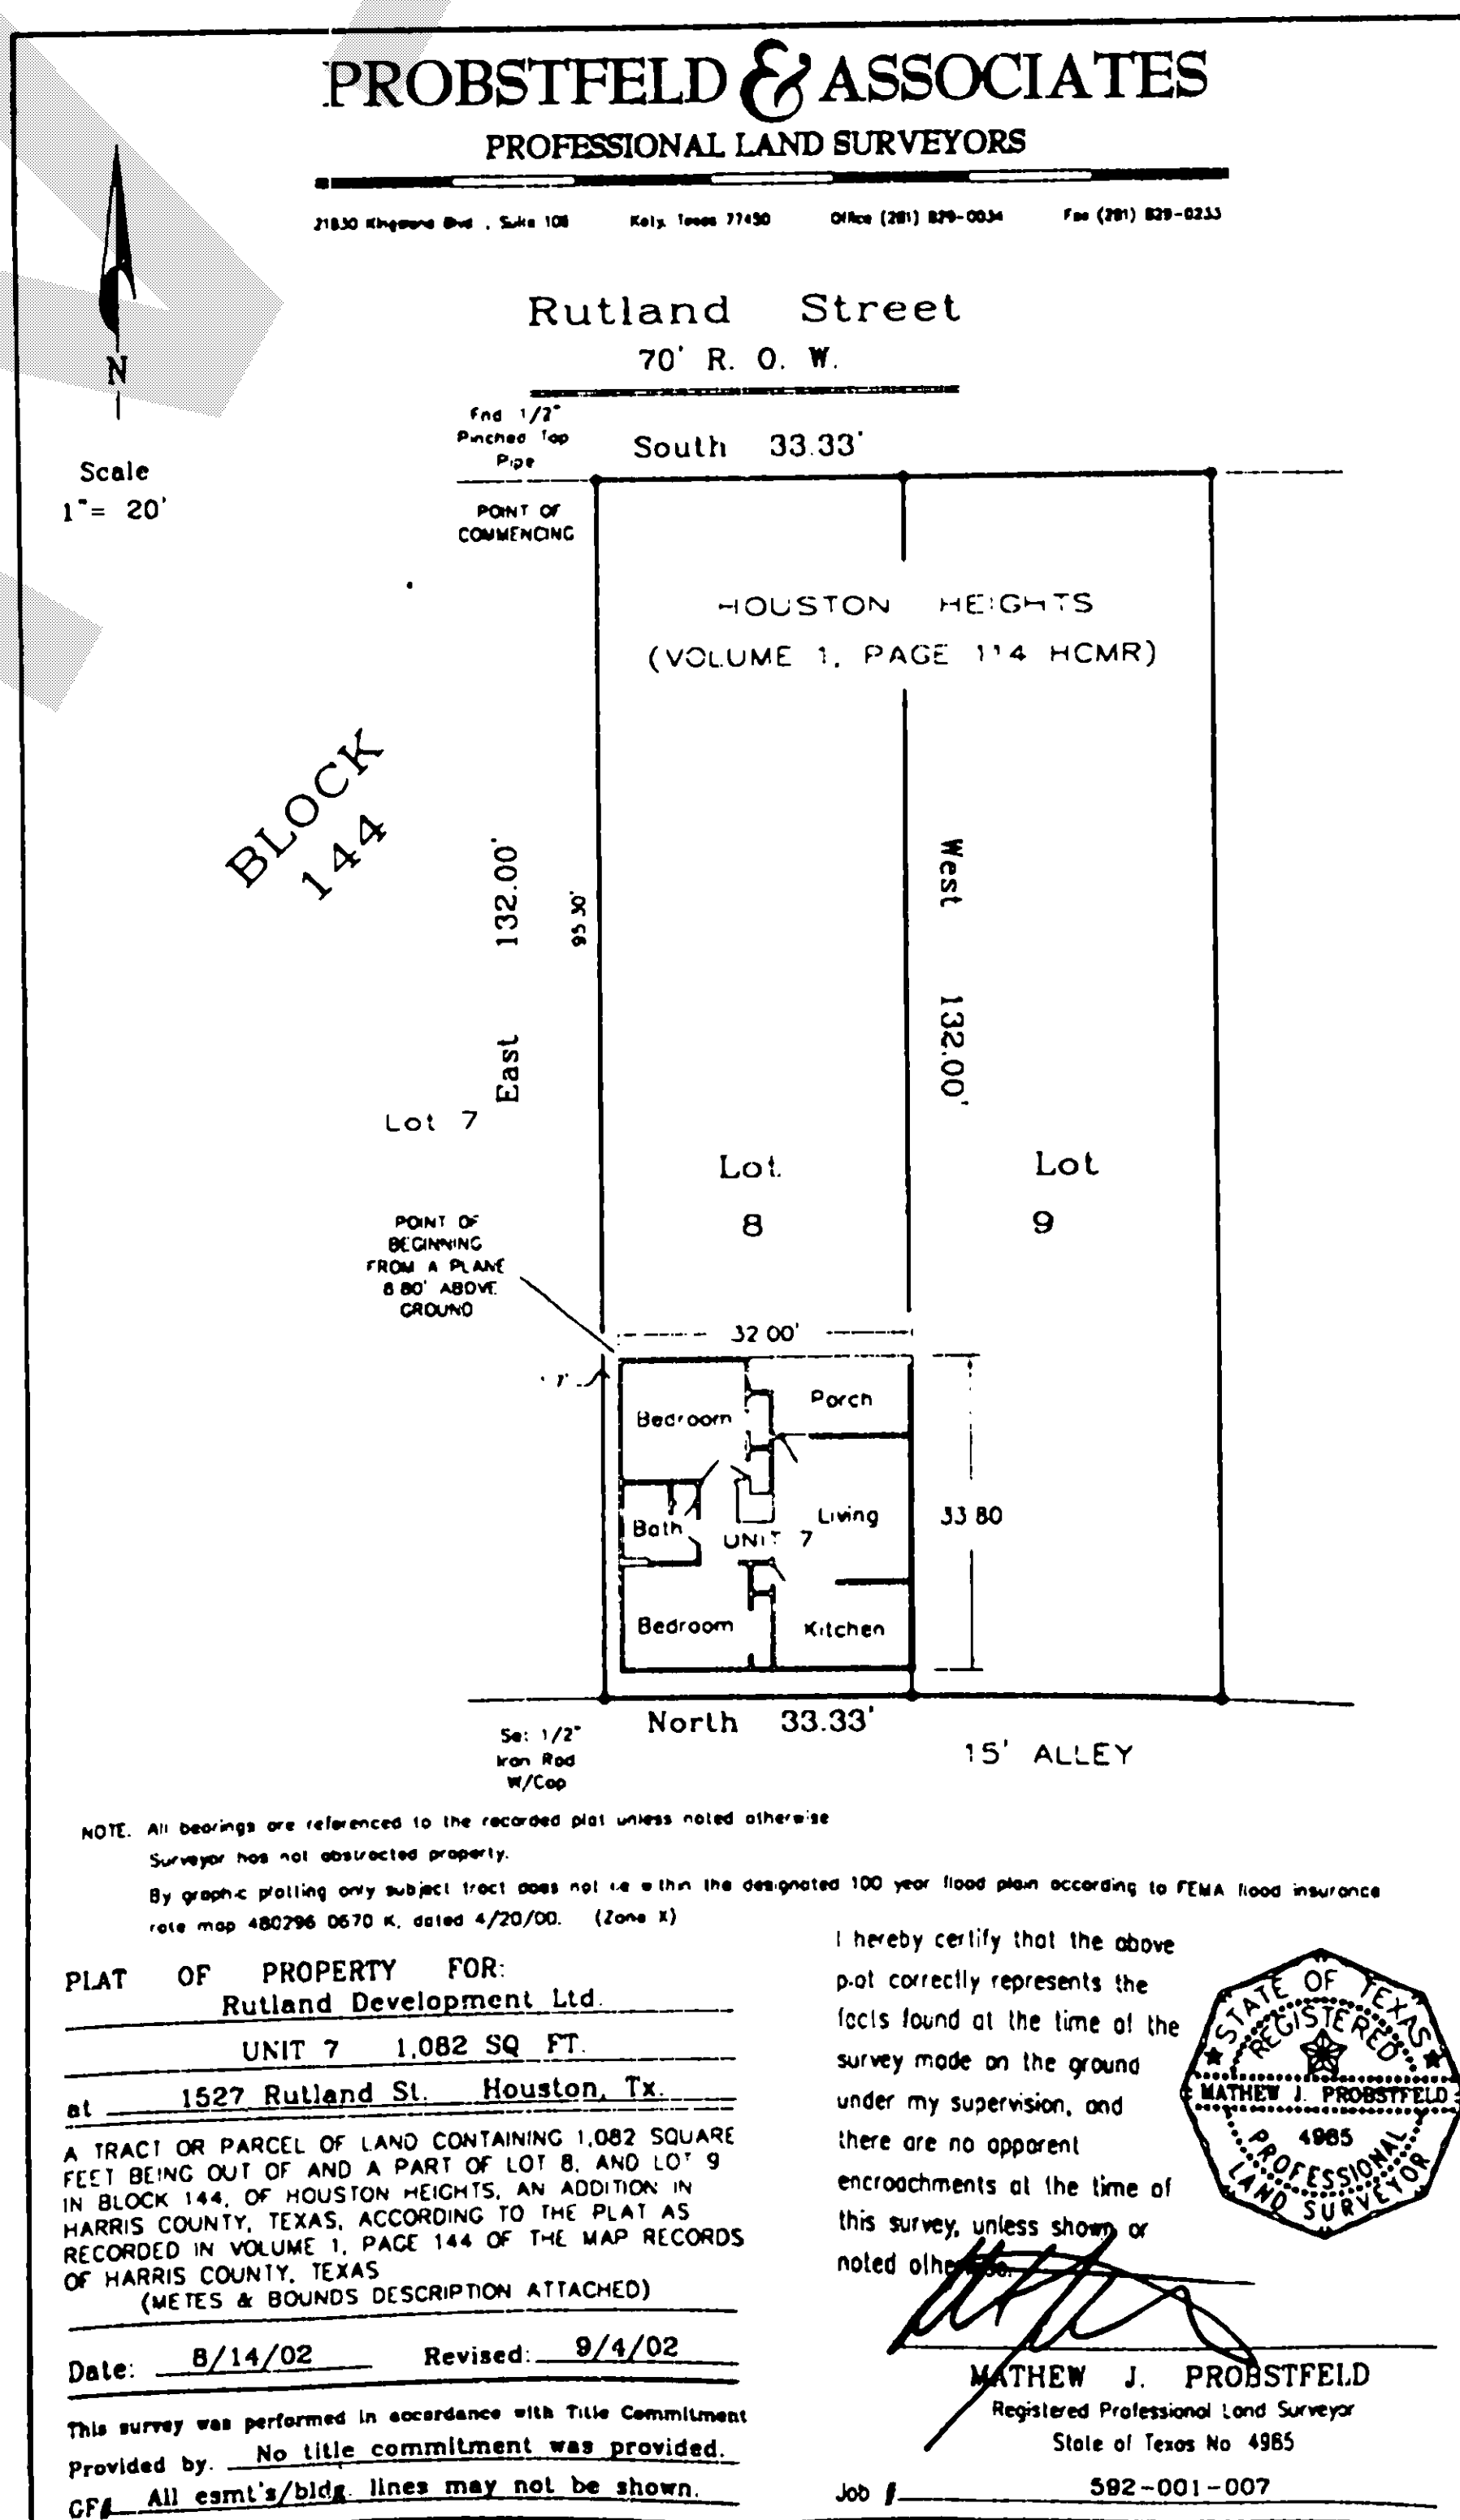 PROBSTFELD & ASSOCIATES
PROFESSIONAL LAND SURVEYORS
21830 Kingsland Blvd , Suite 108 Katy, Texas 77450 Office (281) 829-0034 Fax (281) 829-0233
Rutland Street
70' R. O. W.
N
Scale
1"= 20'
Fnd 1/2"
Pinched Top
Pipe
South 33.33'
POINT OF
COMMENCING
HOUSTON HEIGHTS
(VOLUME 1, PAGE 114 HCMR)
BLOCK
144
East 132.00'
95 30'
West 132.00'
Lot 7
Lot
8
Lot
9
POINT OF
BEGINNING
FROM A PLANE
8 80' ABOVE
GROUND
32 00'
Bedroom
Porch
Bath
UNIT 7
Living
33 80
Bedroom
Kitchen
North 33.33'
Set 1/2"
Iron Rod
W/Cap
15' ALLEY
NOTE. All bearings are referenced to the recorded plat unless noted otherwise
Surveyor has not abstracted property.
By graphic plotting only subject tract does not lie within the designated 100 year flood plain according to FEMA flood insurance
rate map 480296 0670 K, dated 4/20/00. (Zone X)
PLAT OF PROPERTY FOR:
Rutland Development Ltd.
UNIT 7 1,082 SQ FT.
at 1527 Rutland St. Houston, Tx.
A TRACT OR PARCEL OF LAND CONTAINING 1,082 SQUARE
FEET BEING OUT OF AND A PART OF LOT 8, AND LOT 9
IN BLOCK 144, OF HOUSTON HEIGHTS, AN ADDITION IN
HARRIS COUNTY, TEXAS, ACCORDING TO THE PLAT AS
RECORDED IN VOLUME 1, PAGE 144 OF THE MAP RECORDS
OF HARRIS COUNTY, TEXAS
(METES & BOUNDS DESCRIPTION ATTACHED)
Date: 8/14/02 Revised: 9/4/02
This survey was performed in accordance with Title Commitment
Provided by. No title commitment was provided.
GF# All esmt's/bldg. lines may not be shown.
I hereby certify that the above
plat correctly represents the
facts found at the time of the
survey made on the ground
under my supervision, and
there are no apparent
encroachments at the time of
this survey, unless shown or
noted otherwise.
STATE OF TEXAS
REGISTERED
MATHEW J. PROBSTFELD
4985
PROFESSIONAL
LAND SURVEYOR
MATHEW J. PROBSTFELD
Registered Professional Land Surveyor
State of Texas No 4985
Job # 592-001-007